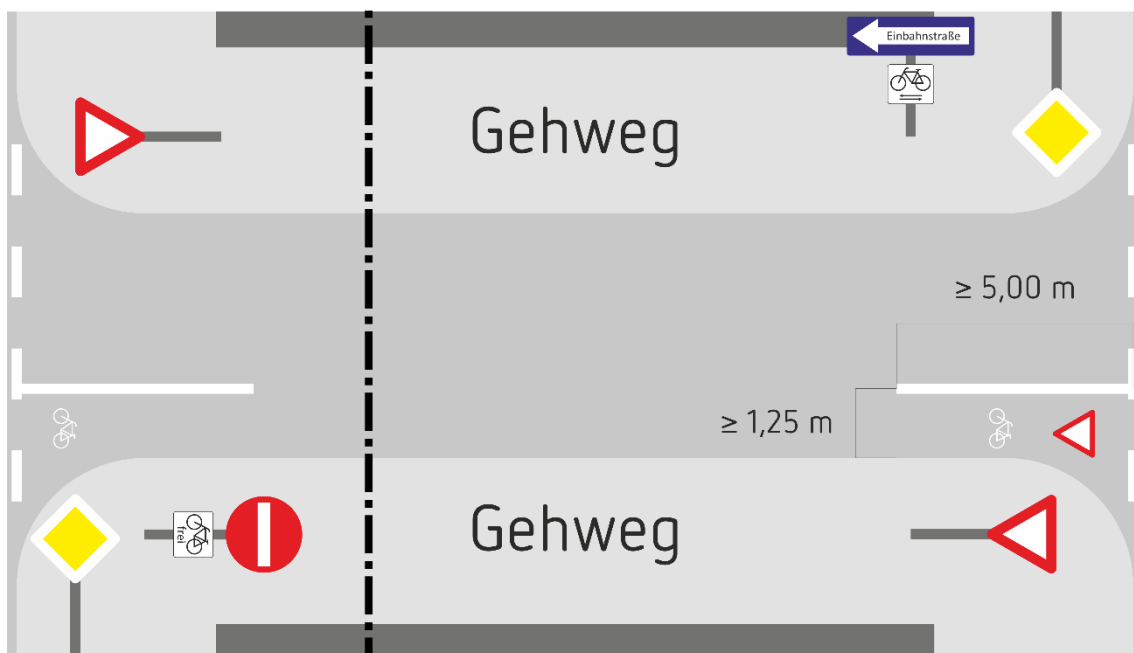 Einbahnstraße
Gehweg
≥ 5,00 m
≥ 1,25 m
Gehweg
frei